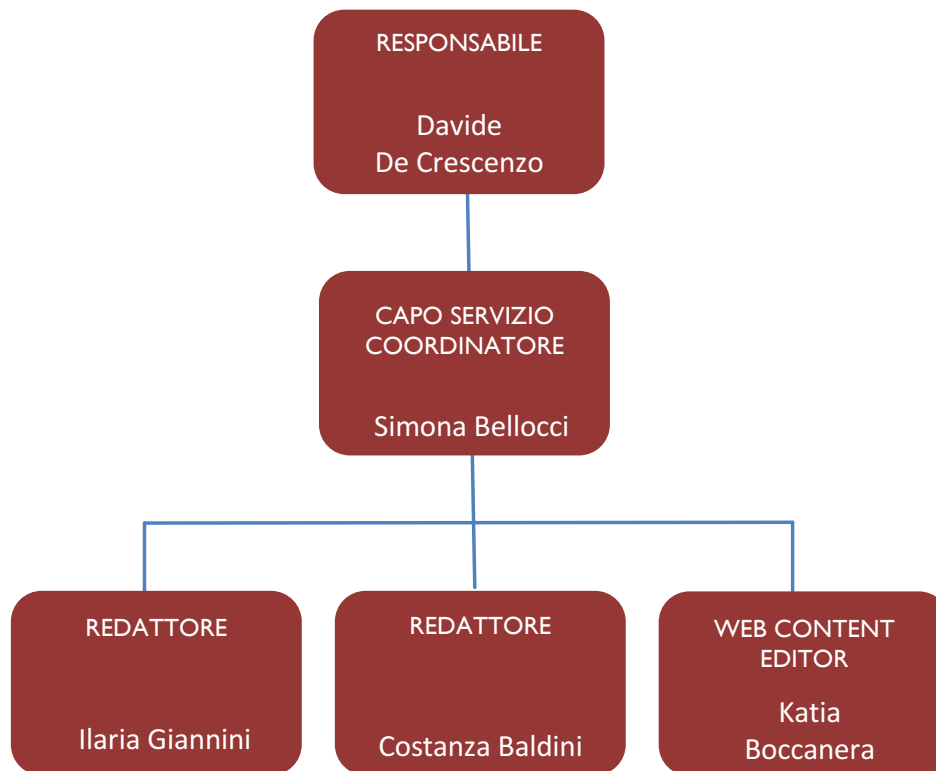 RESPONSABILE
Davide
De Crescenzo
CAPO SERVIZIO
COORDINATORE
Simona Bellocci
REDATTORE
Ilaria Giannini
REDATTORE
Costanza Baldini
WEB CONTENT
EDITOR
Katia
Boccanera